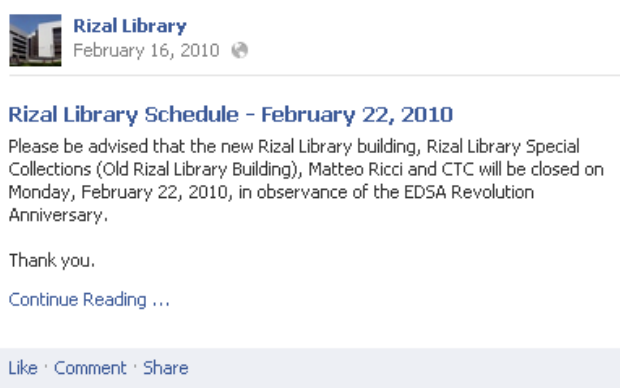 Rizal Library
February 16, 2010
Rizal Library Schedule - February 22, 2010
Please be advised that the new Rizal Library building, Rizal Library Special
Collections (Old Rizal Library Building), Matteo Ricci and CTC will be closed on
Monday, February 22, 2010, in observance of the EDSA Revolution
Anniversary.
Thank you.
Continue Reading ...
Like · Comment · Share